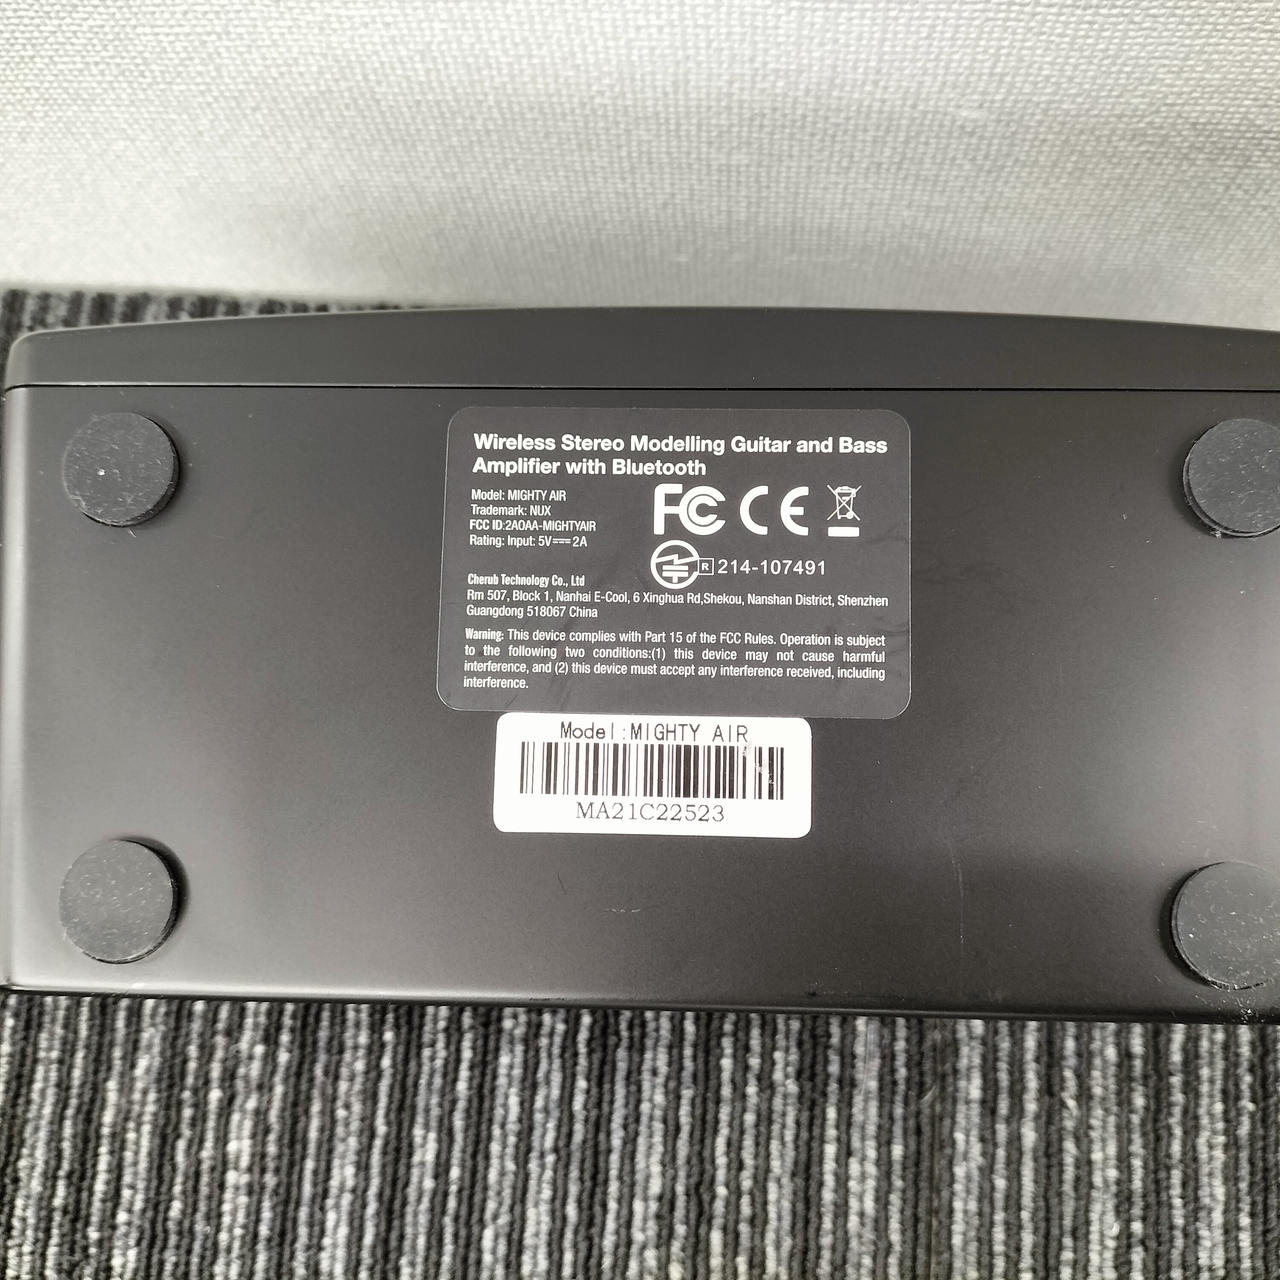 Wireless Stereo Modelling Guitar and Bass
Amplifier with Bluetooth
Model: MIGHTY AIR
Trademark: NUX
FCC ID:2AOAA-MIGHTYAIR
Rating: Input: 5V⎓2A
FC CE
R 214-107491
Cherub Technology Co., Ltd
Rm 507, Block 1, Nanhai E-Cool, 6 Xinghua Rd,Shekou, Nanshan District, Shenzhen
Guangdong 518067 China
Warning: This device complies with Part 15 of the FCC Rules. Operation is subject
to the following two conditions:(1) this device may not cause harmful
interference, and (2) this device must accept any interference received, including
interference.
Model:MIGHTY AIR
MA21C22523